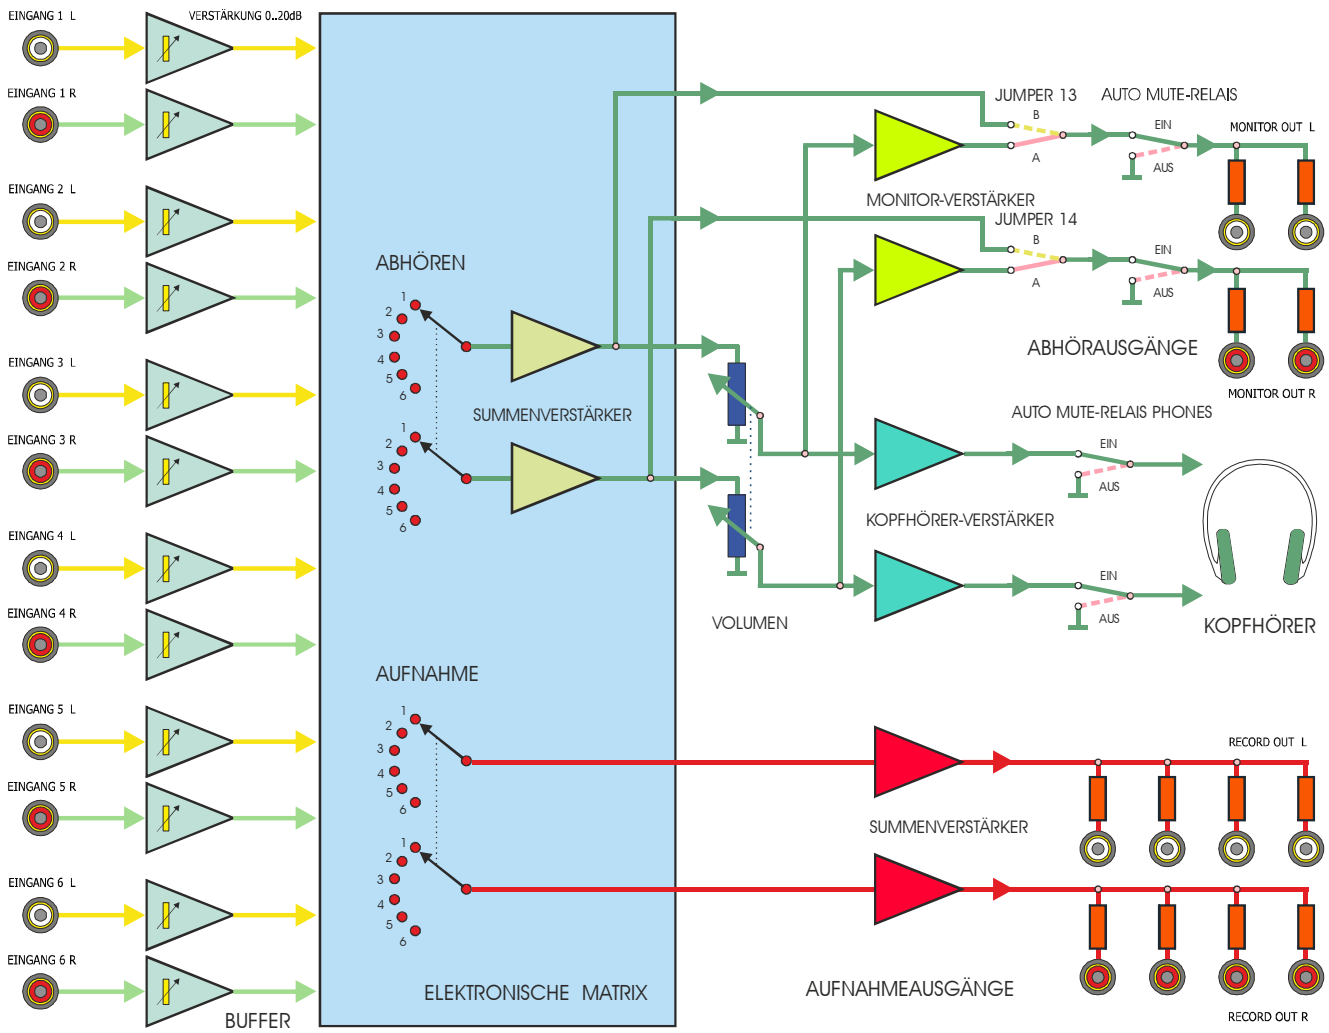 EINGANG 1 L
VERSTÄRKUNG 0..20dB
EINGANG 1 R
EINGANG 2 L
EINGANG 2 R
EINGANG 3 L
EINGANG 3 R
EINGANG 4 L
EINGANG 4 R
EINGANG 5 L
EINGANG 5 R
EINGANG 6 L
EINGANG 6 R
BUFFER
ABHÖREN
1
2
3
4
5
6
SUMMENVERSTÄRKER
1
2
3
4
5
6
AUFNAHME
1
2
3
4
5
6
1
2
3
4
5
6
ELEKTRONISCHE MATRIX
JUMPER 13
B
A
AUTO MUTE-RELAIS
EIN
AUS
MONITOR OUT L
MONITOR-VERSTÄRKER
JUMPER 14
B
A
EIN
AUS
ABHÖRAUSGÄNGE
MONITOR OUT R
AUTO MUTE-RELAIS PHONES
EIN
AUS
KOPFHÖRER-VERSTÄRKER
EIN
AUS
VOLUMEN
KOPFHÖRER
RECORD OUT L
SUMMENVERSTÄRKER
AUFNAHMEAUSGÄNGE
RECORD OUT R